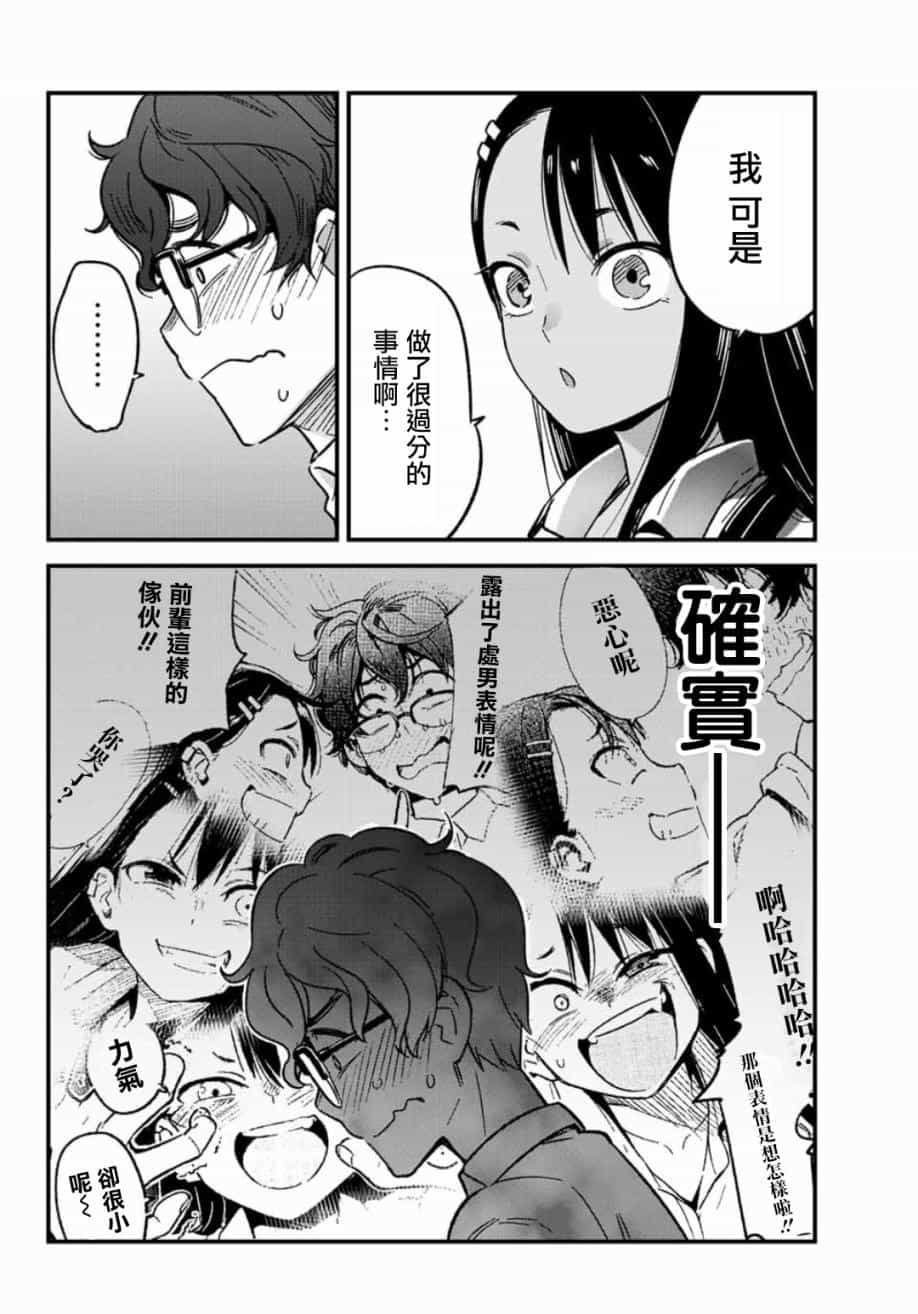 我可是
做了很過分的
事情啊…
………
確實——
惡心呢
露出了處男表情呢!!
前輩這樣的
傢伙!!
你哭了?
啊哈哈哈哈!!
那個表情是想怎樣啦!!
力氣
卻很小
呢~